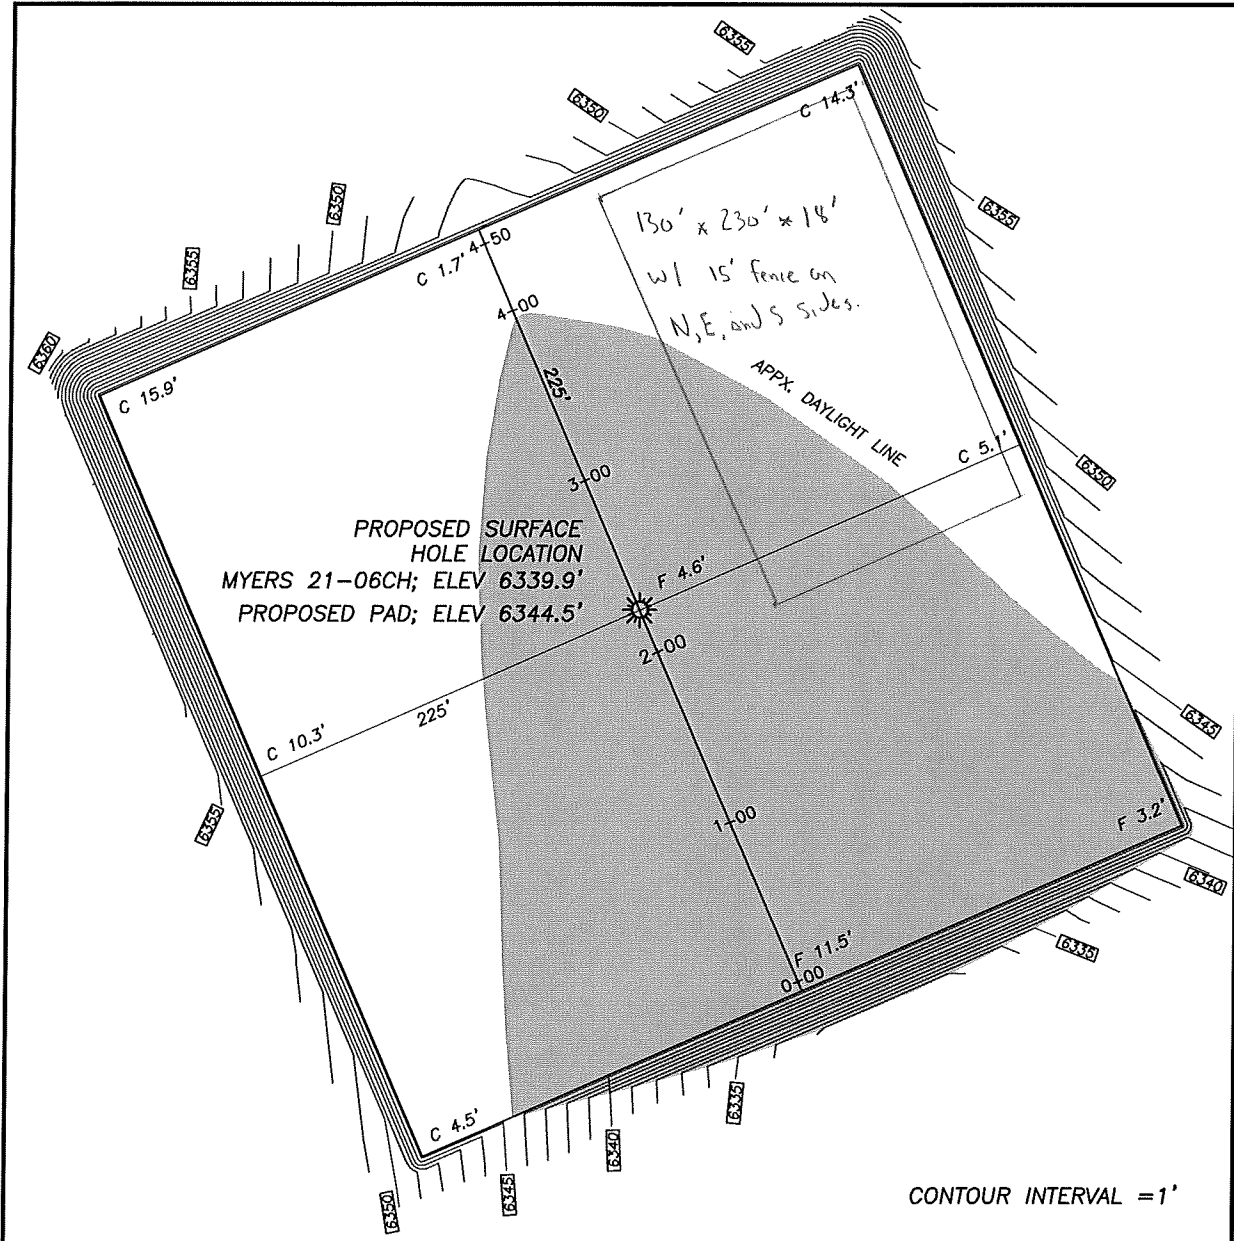 6355
6350
C 14.3'
6350
6355
6355
C 1.7'
4-50
130' x 230' x 18'
w/ 15' fence on
N, E, and S sides.
4-00
6360
C 15.9'
225'
APPX. DAYLIGHT LINE
C 5.1'
6350
3-00
PROPOSED SURFACE
HOLE LOCATION
MYERS 21-06CH; ELEV 6339.9'
PROPOSED PAD; ELEV 6344.5'
F 4.6'
2-00
225'
C 10.3'
6345
6355
1-00
F 3.2'
6340
F 11.5'
0-00
6335
6335
C 4.5'
6340
6345
6350
CONTOUR INTERVAL =1'